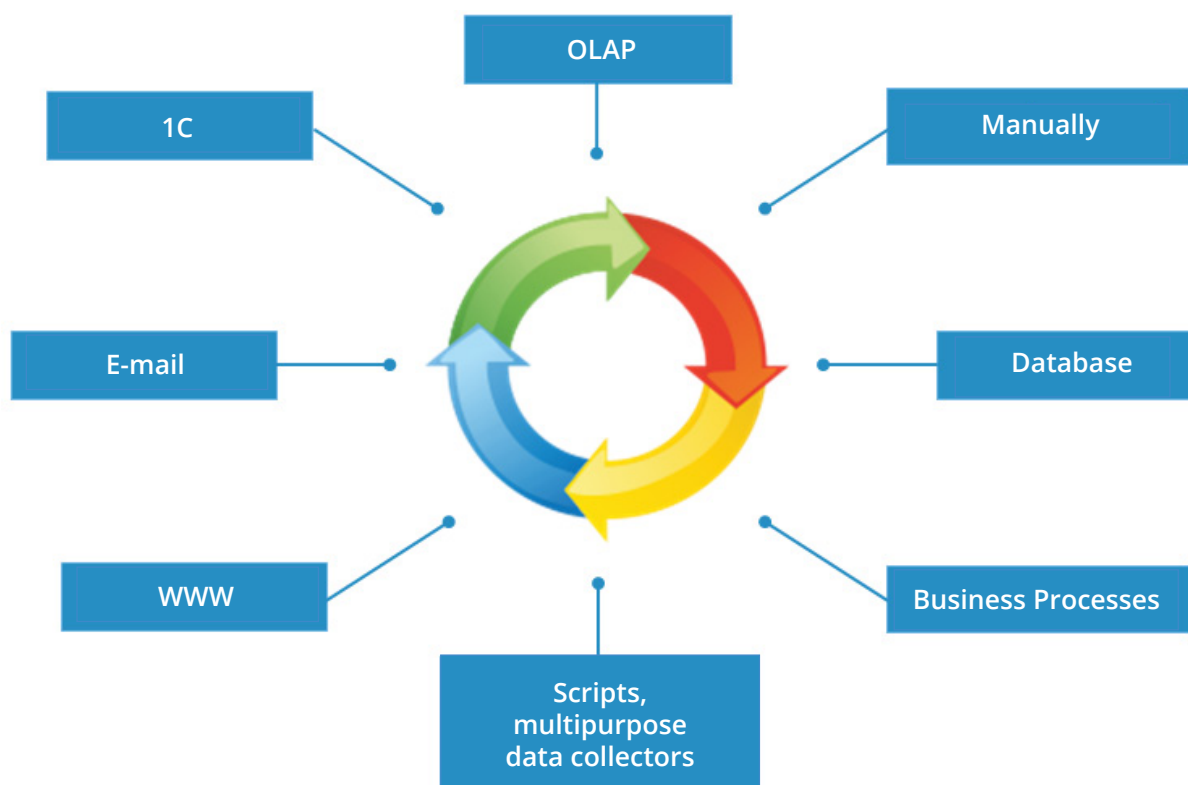 OLAP
1C
Manually
E-mail
Database
WWW
Business Processes
Scripts,
multipurpose
data collectors